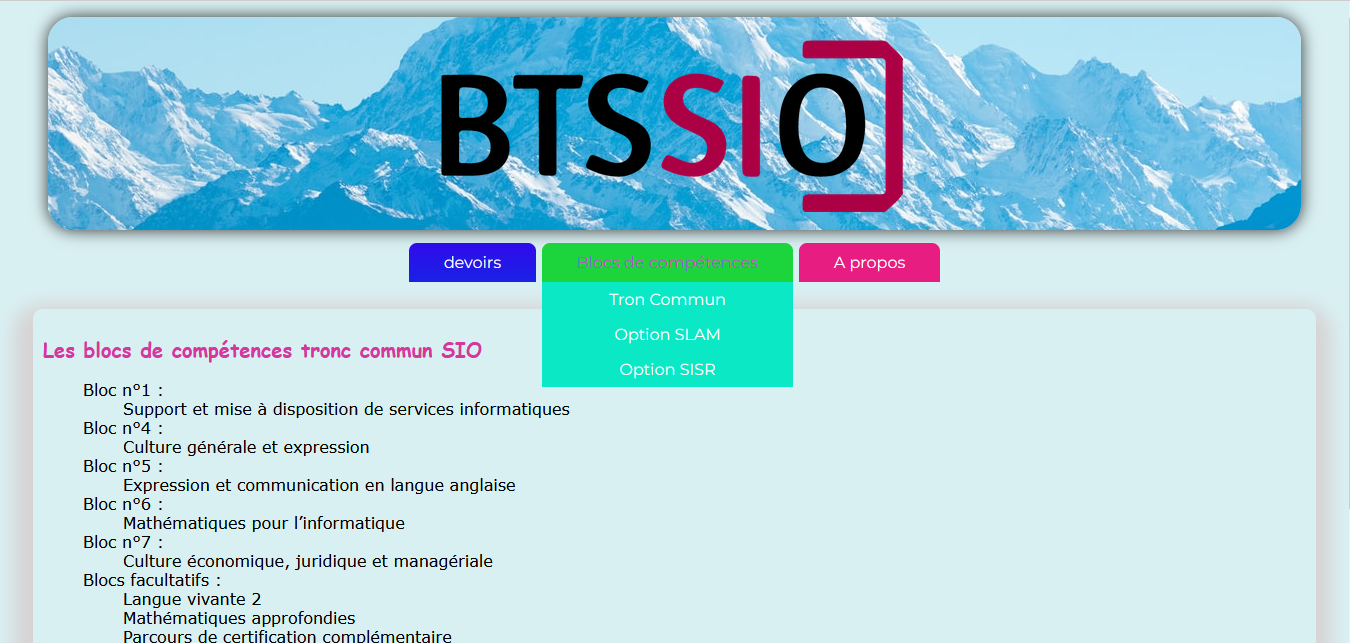 BTSSIO
devoirs
Blocs de compétences
A propos
Tron Commun
Option SLAM
Option SISR
Les blocs de compétences tronc commun SIO
Bloc n°1 :
Support et mise à disposition de services informatiques
Bloc n°4 :
Culture générale et expression
Bloc n°5 :
Expression et communication en langue anglaise
Bloc n°6 :
Mathématiques pour l’informatique
Bloc n°7 :
Culture économique, juridique et managériale
Blocs facultatifs :
Langue vivante 2
Mathématiques approfondies
Parcours de certification complémentaire